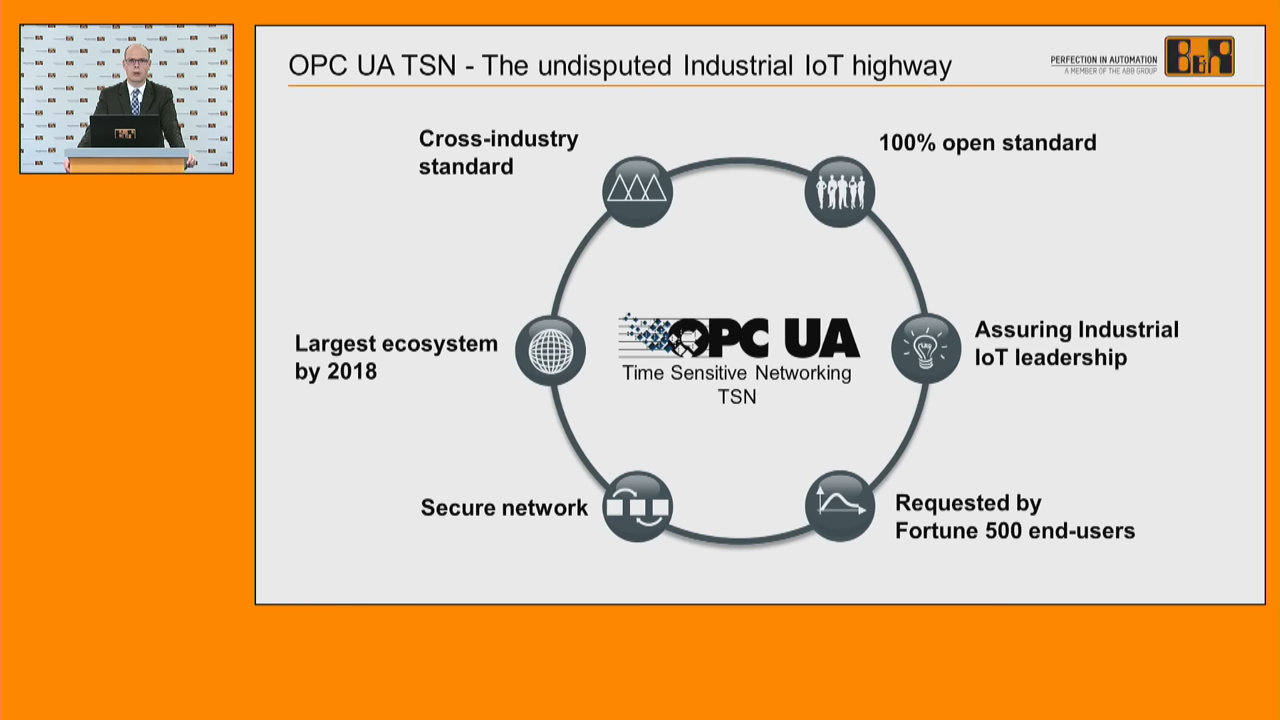 OPC UA TSN - The undisputed Industrial IoT highway
PERFECTION IN AUTOMATION
A MEMBER OF THE ABB GROUP
B&R
Cross-industry
standard
100% open standard
Largest ecosystem
by 2018
OPC UA
Time Sensitive Networking
TSN
Assuring Industrial
IoT leadership
Secure network
Requested by
Fortune 500 end-users